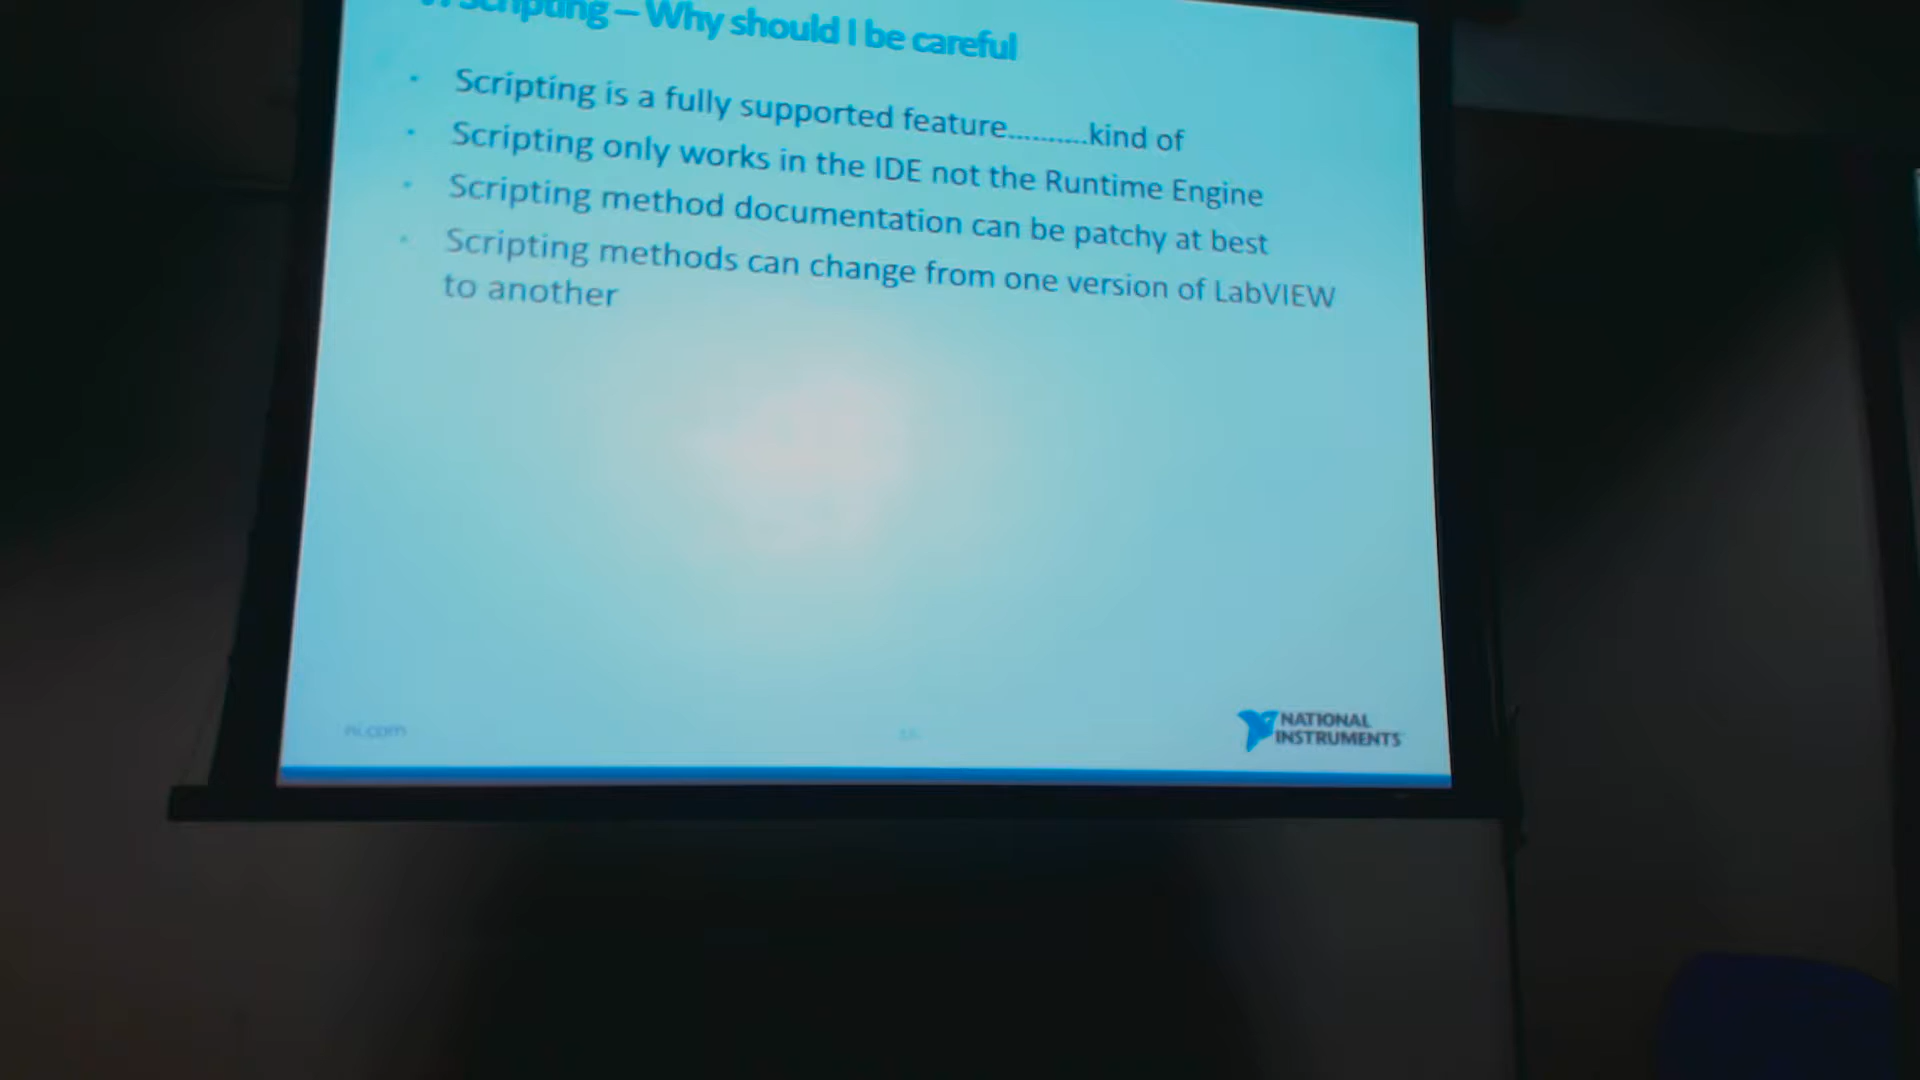 Scripting – Why should I be careful
Scripting is a fully supported feature..........kind of
Scripting only works in the IDE not the Runtime Engine
Scripting method documentation can be patchy at best
Scripting methods can change from one version of LabVIEW
to another
ni.com
NATIONAL
INSTRUMENTS